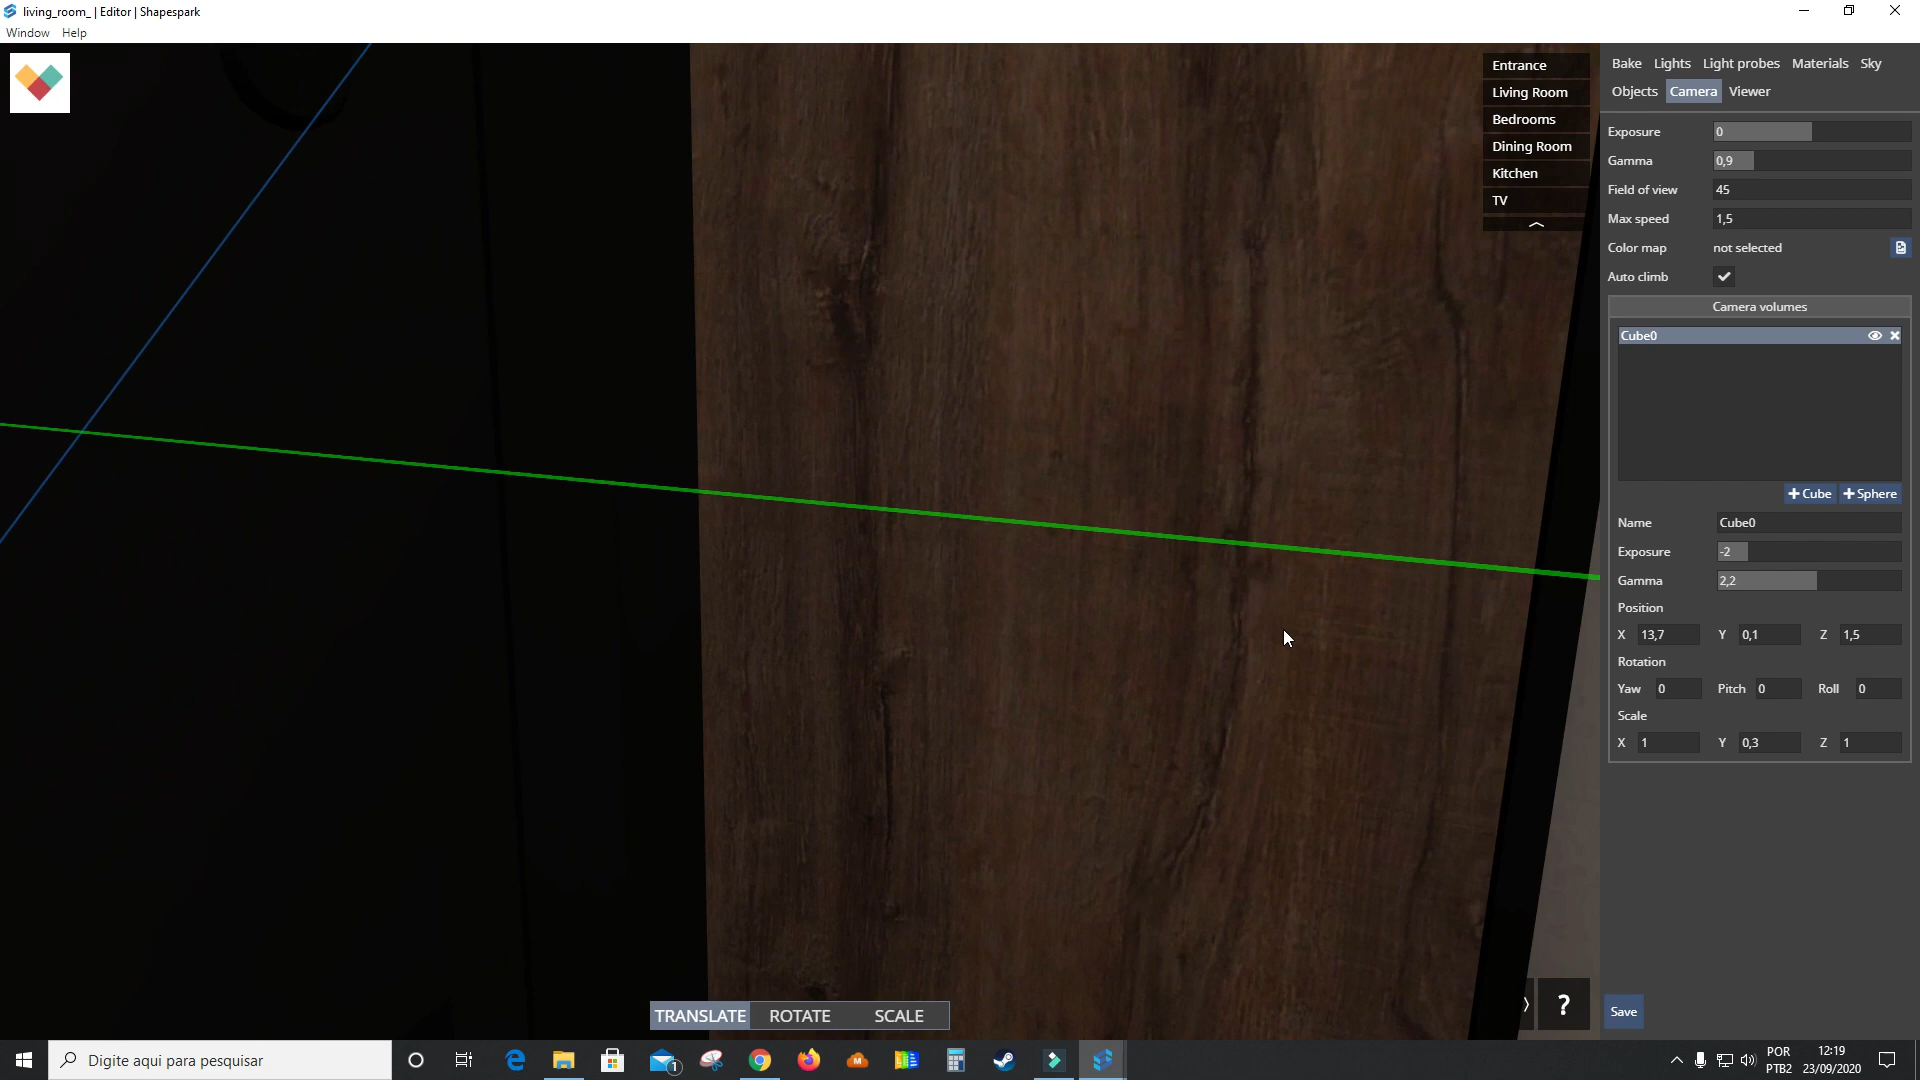 living_room_ | Editor | Shapespark
Window Help
Entrance
Living Room
Bedrooms
Dining Room
Kitchen
TV
Bake Lights Light probes Materials Sky
Objects Camera Viewer
Exposure 0
Gamma 0,9
Field of view 45
Max speed 1,5
Color map not selected
Auto climb
Camera volumes
Cube0
+ Cube + Sphere
Name Cube0
Exposure -2
Gamma 2,2
Position
X 13,7 Y 0,1 Z 1,5
Rotation
Yaw 0 Pitch 0 Roll 0
Scale
X 1 Y 0,3 Z 1
TRANSLATE ROTATE SCALE
?
Save
Digite aqui para pesquisar
1
POR
PTB2
12:19
23/09/2020